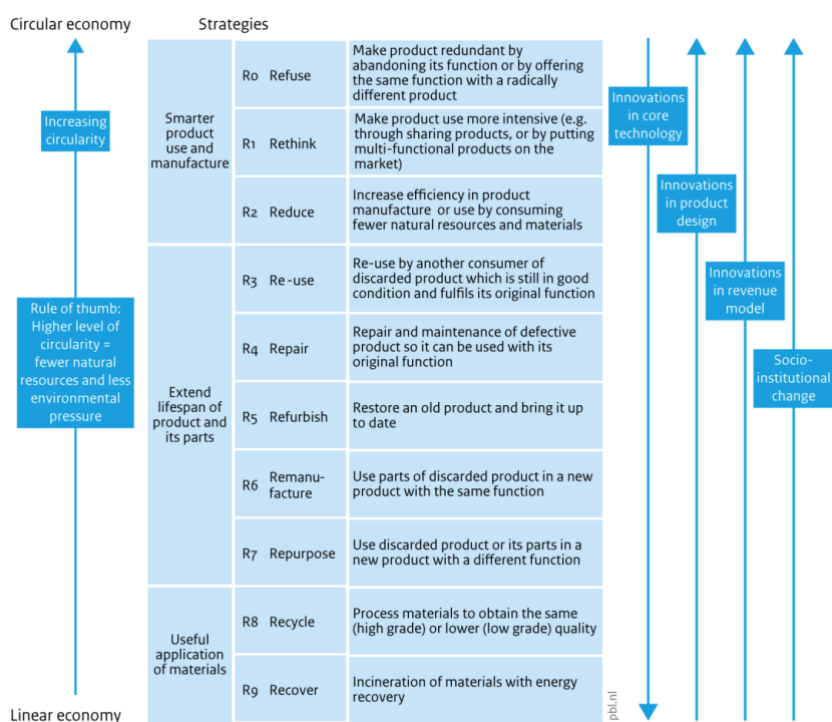 Circular economy
Strategies
Increasing
circularity
Rule of thumb:
Higher level of
circularity =
fewer natural
resources and less
environmental
pressure
Linear economy
Smarter
product
use and
manufacture
R0 Refuse
Make product redundant by
abandoning its function or by offering
the same function with a radically
different product
R1 Rethink
Make product use more intensive (e.g.
through sharing products, or by putting
multi-functional products on the
market)
R2 Reduce
Increase efficiency in product
manufacture or use by consuming
fewer natural resources and materials
Extend
lifespan of
product and
its parts
R3 Re-use
Re-use by another consumer of
discarded product which is still in good
condition and fulfils its original function
R4 Repair
Repair and maintenance of defective
product so it can be used with its
original function
R5 Refurbish
Restore an old product and bring it up
to date
R6 Remanu-
facture
Use parts of discarded product in a new
product with the same function
R7 Repurpose
Use discarded product or its parts in a
new product with a different function
Useful
application
of materials
R8 Recycle
Process materials to obtain the same
(high grade) or lower (low grade) quality
R9 Recover
Incineration of materials with energy
recovery
Innovations
in core
technology
Innovations
in product
design
Innovations
in revenue
model
Socio-
institutional
change
pbl.nl